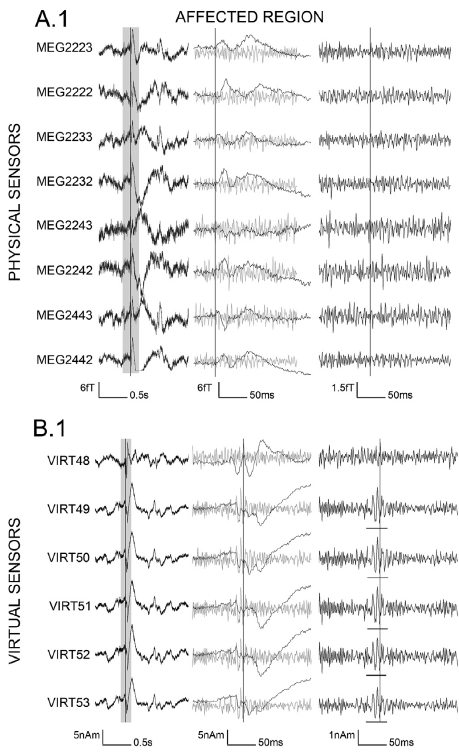 A.1
AFFECTED REGION
PHYSICAL SENSORS
MEG2223
MEG2222
MEG2233
MEG2232
MEG2243
MEG2242
MEG2443
MEG2442
6fT 0.5s 6fT 50ms 1.5fT 50ms
B.1
VIRTUAL SENSORS
VIRT48
VIRT49
VIRT50
VIRT51
VIRT52
VIRT53
5nAm 0.5s 5nAm 50ms 1nAm 50ms